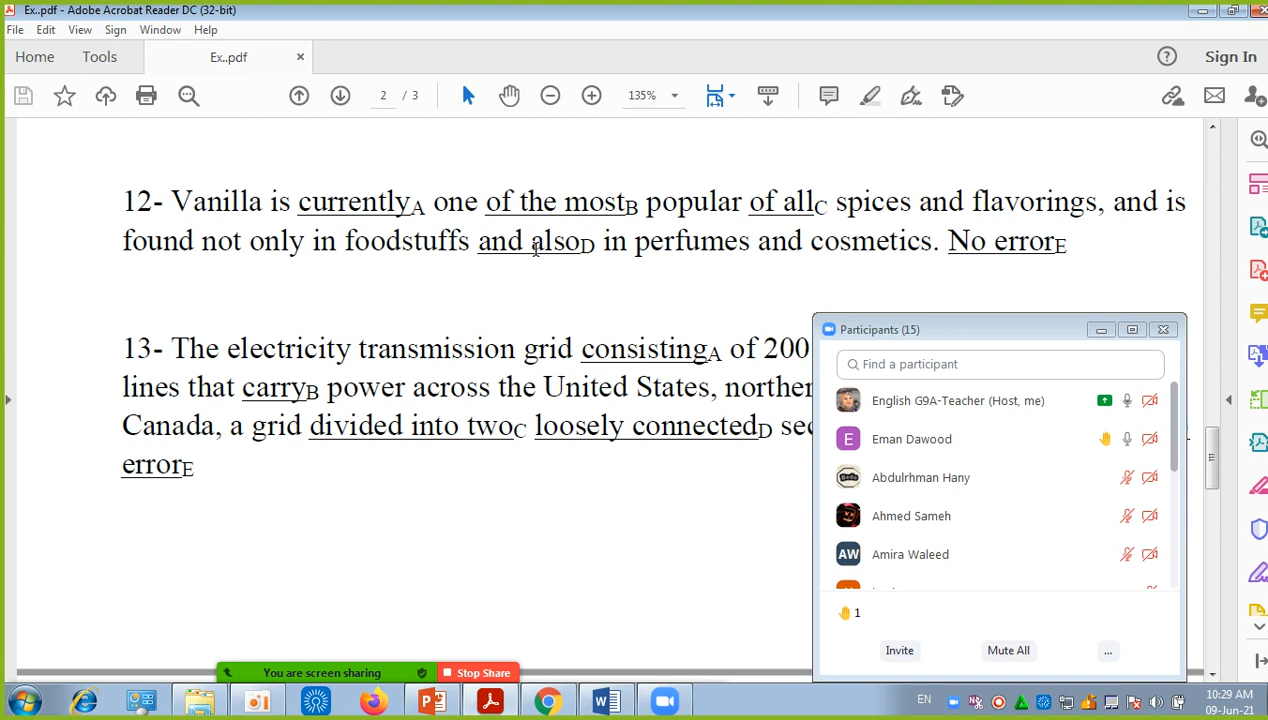 Ex..pdf - Adobe Acrobat Reader DC (32-bit)
File Edit View Sign Window Help
Home Tools Ex..pdf × Sign In
2 / 3 135%
12- Vanilla is currentlyA one of the mostB popular of allC spices and flavorings, and is
found not only in foodstuffs and alsoD in perfumes and cosmetics. No errorE
13- The electricity transmission grid consistingA of 200
lines that carryB power across the United States, norther
Canada, a grid divided into twoC loosely connectedD sec
errorE
Participants (15)
Find a participant
English G9A-Teacher (Host, me)
E Eman Dawood
Abdulrhman Hany
Ahmed Sameh
AW Amira Waleed
1
Invite Mute All ...
You are screen sharing Stop Share
EN 10:29 AM
09-Jun-21